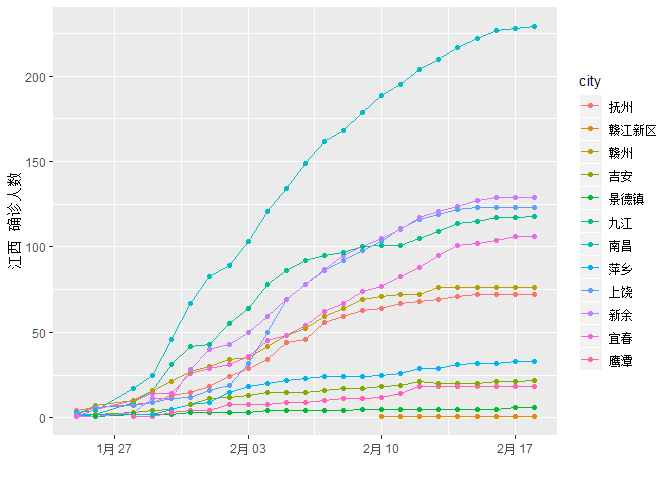 江西 确诊人数
200
150
100
50
0
1月 27
2月 03
2月 10
2月 17
city
抚州
赣江新区
赣州
吉安
景德镇
九江
南昌
萍乡
上饶
新余
宜春
鹰潭